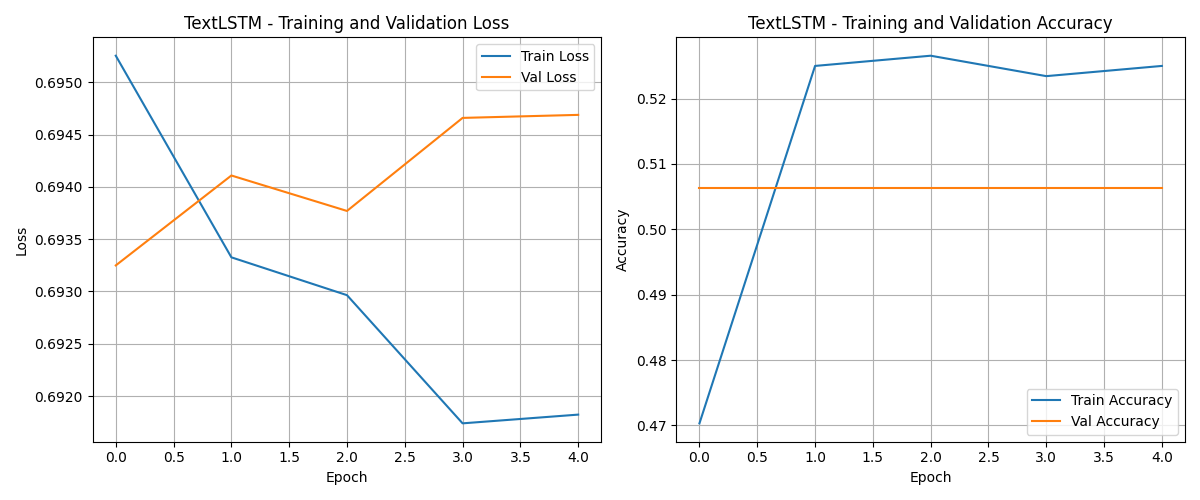 TextLSTM - Training and Validation Loss
Train Loss
Val Loss
0.6950
0.6945
0.6940
0.6935
0.6930
0.6925
0.6920
Loss
0.0 0.5 1.0 1.5 2.0 2.5 3.0 3.5 4.0
Epoch
TextLSTM - Training and Validation Accuracy
0.52
0.51
0.50
0.49
0.48
0.47
Accuracy
Train Accuracy
Val Accuracy
0.0 0.5 1.0 1.5 2.0 2.5 3.0 3.5 4.0
Epoch